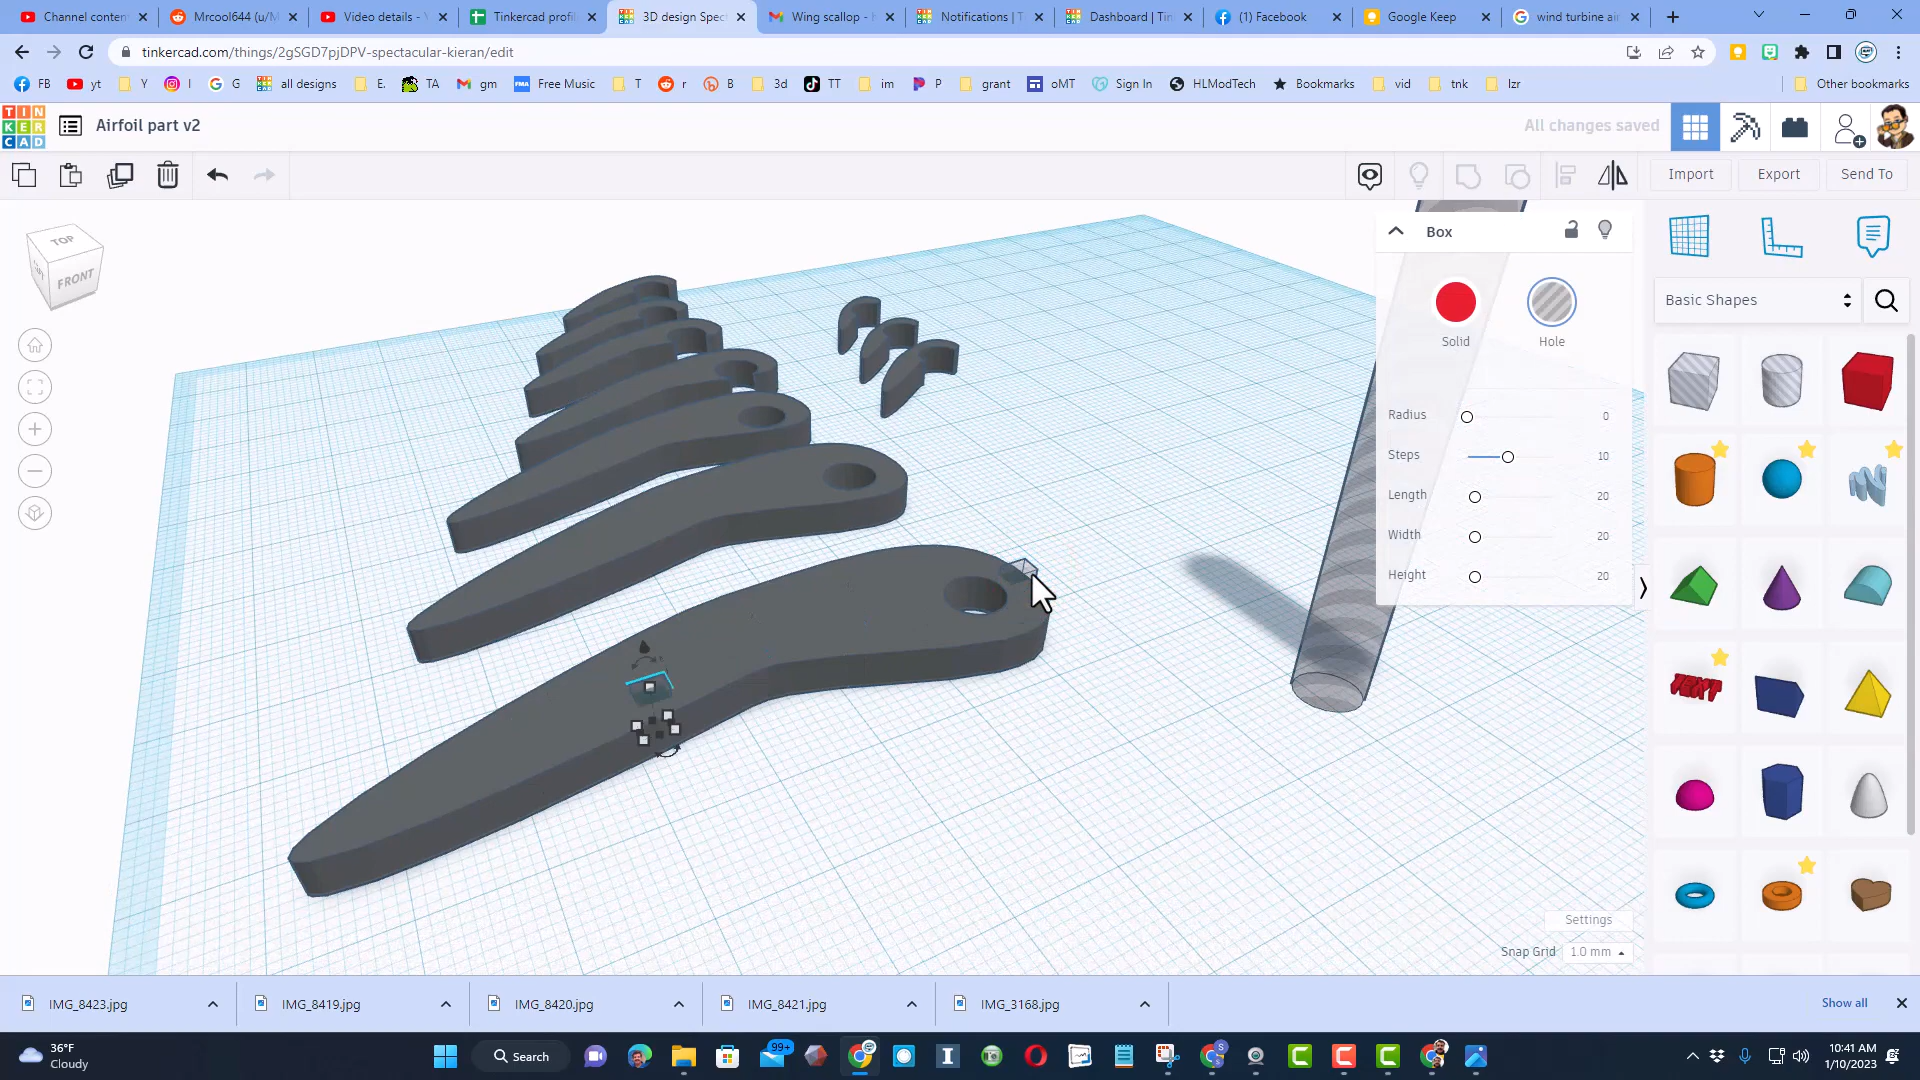 Channel conten
Mrcool644 (u/M
Video details - Y
Tinkercad profil
3D design Spec
Wing scallop - h
Notifications | T
Dashboard | Tin
(1) Facebook
Google Keep
wind turbine air
tinkercad.com/things/2gSGD7pjDPV-spectacular-kieran/edit
FB
yt
Y
I
G
all designs
E.
TA
gm
Free Music
T
r
B
3d
TT
im
P
grant
oMT
Sign In
HLModTech
Bookmarks
vid
tnk
lzr
Other bookmarks
TIN
KER
CAD
Airfoil part v2
All changes saved
Import
Export
Send To
TOP
FRONT
Box
Solid
Hole
Radius
0
Steps
10
Length
20
Width
20
Height
20
Basic Shapes
TEXT
Settings
Snap Grid
1.0 mm
IMG_8423.jpg
IMG_8419.jpg
IMG_8420.jpg
IMG_8421.jpg
IMG_3168.jpg
Show all
36°F
Cloudy
Search
99+
10:41 AM
1/10/2023